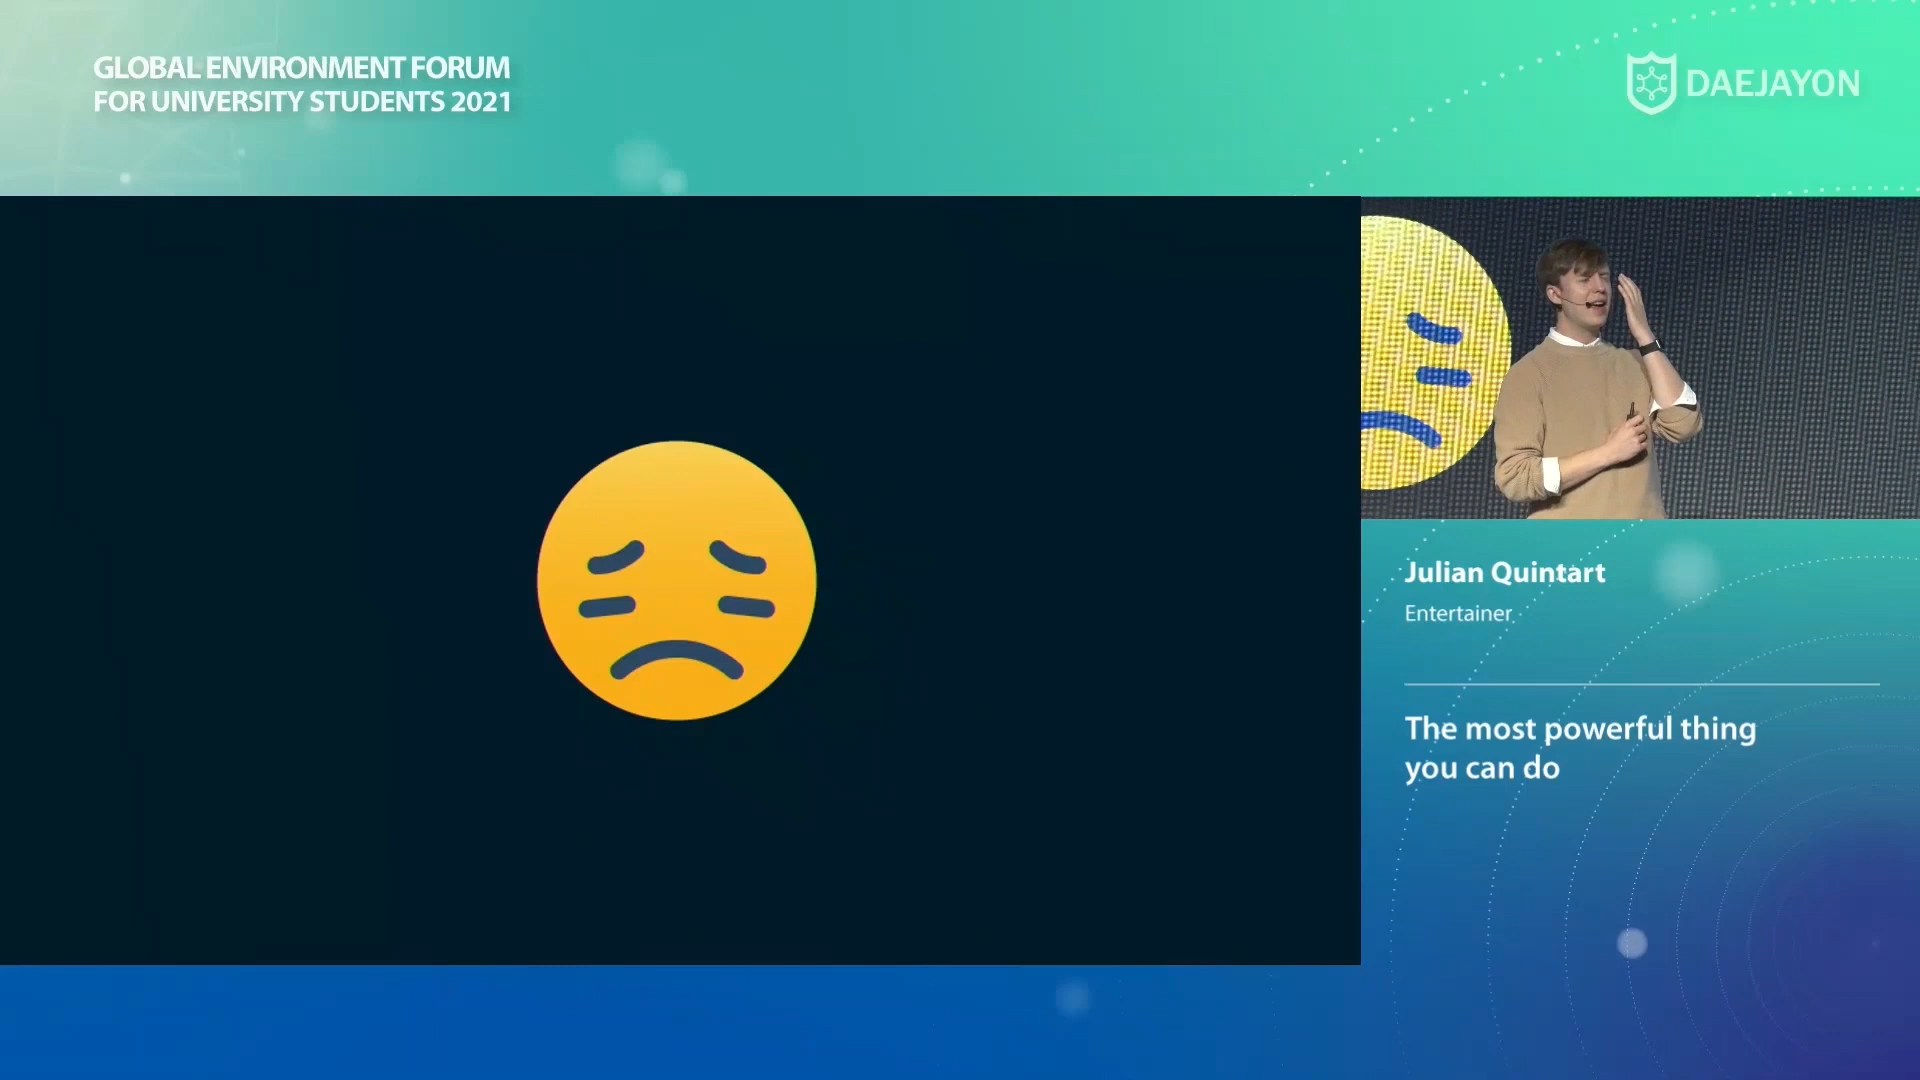 GLOBAL ENVIRONMENT FORUM
FOR UNIVERSITY STUDENTS 2021
DAEJAYON
Julian Quintart
Entertainer
The most powerful thing
you can do